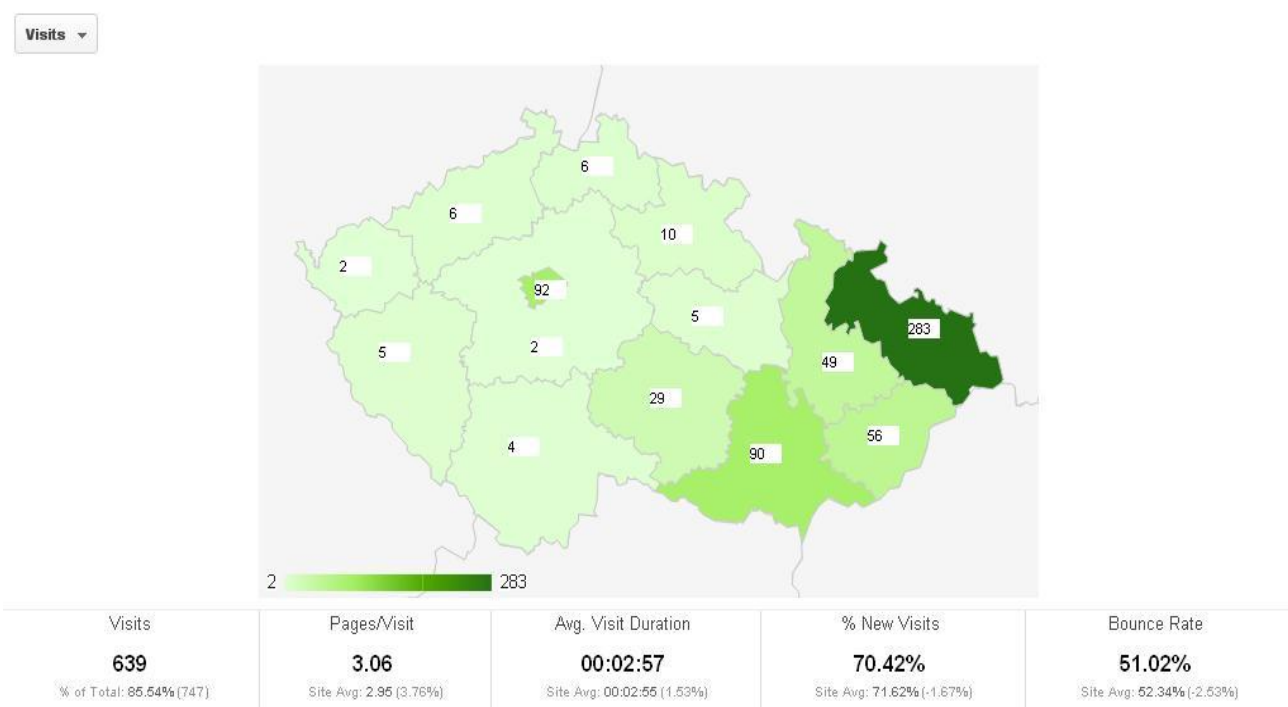 Visits
6
6
10
2
92
5
283
5
2
49
29
56
4
90
2
283
Visits
Pages/Visit
Avg. Visit Duration
% New Visits
Bounce Rate
639
3.06
00:02:57
70.42%
51.02%
% of Total: 85.54% (747)
Site Avg: 2.95 (3.76%)
Site Avg: 00:02:55 (1.53%)
Site Avg: 71.62% (-1.67%)
Site Avg: 52.34% (-2.53%)